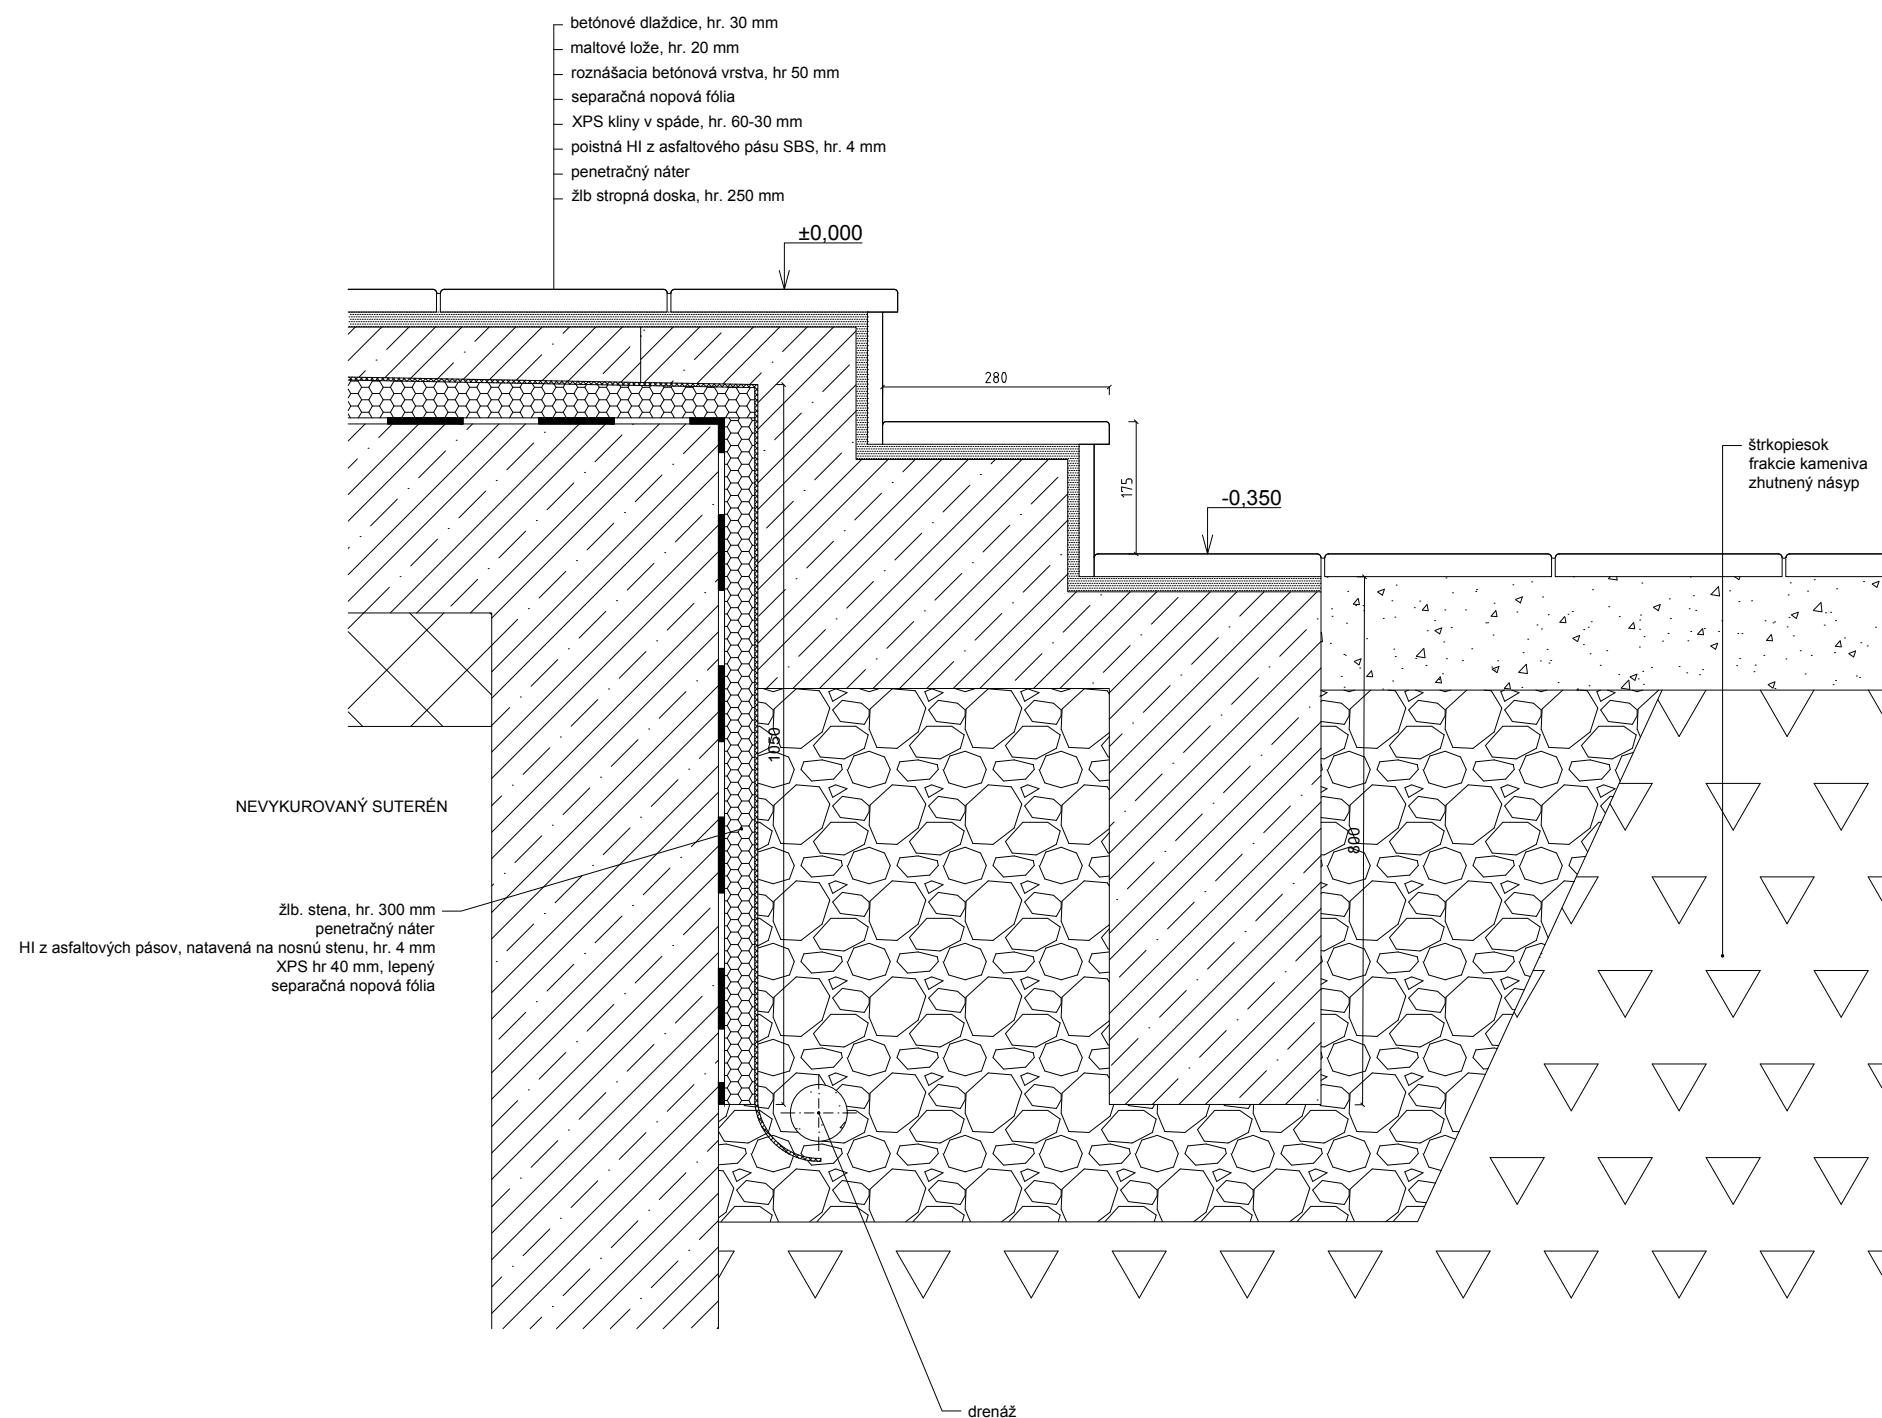 betónové dlaždice, hr. 30 mm
maltové lože, hr. 20 mm
roznášacia betónová vrstva, hr 50 mm
separačná nopová fólia
XPS kliny v spáde, hr. 60-30 mm
poistná HI z asfaltového pásu SBS, hr. 4 mm
penetračný náter
žlb stropná doska, hr. 250 mm
±0,000
280
175
-0,350
štrkopiesok
frakcie kameniva
zhutnený násyp
1050
800
NEVYKUROVANÝ SUTERÉN
žlb. stena, hr. 300 mm
penetračný náter
HI z asfaltových pásov, natavená na nosnú stenu, hr. 4 mm
XPS hr 40 mm, lepený
separačná nopová fólia
drenáž